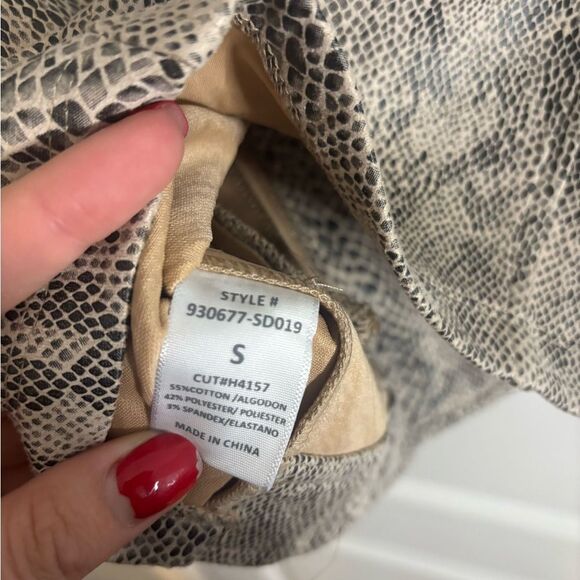 STYLE #
930677-SD019
S
CUT#H4157
55%COTTON /ALGODON
42% POLYESTER/ POLIESTER
3% SPANDEX/ELASTANO
MADE IN CHINA